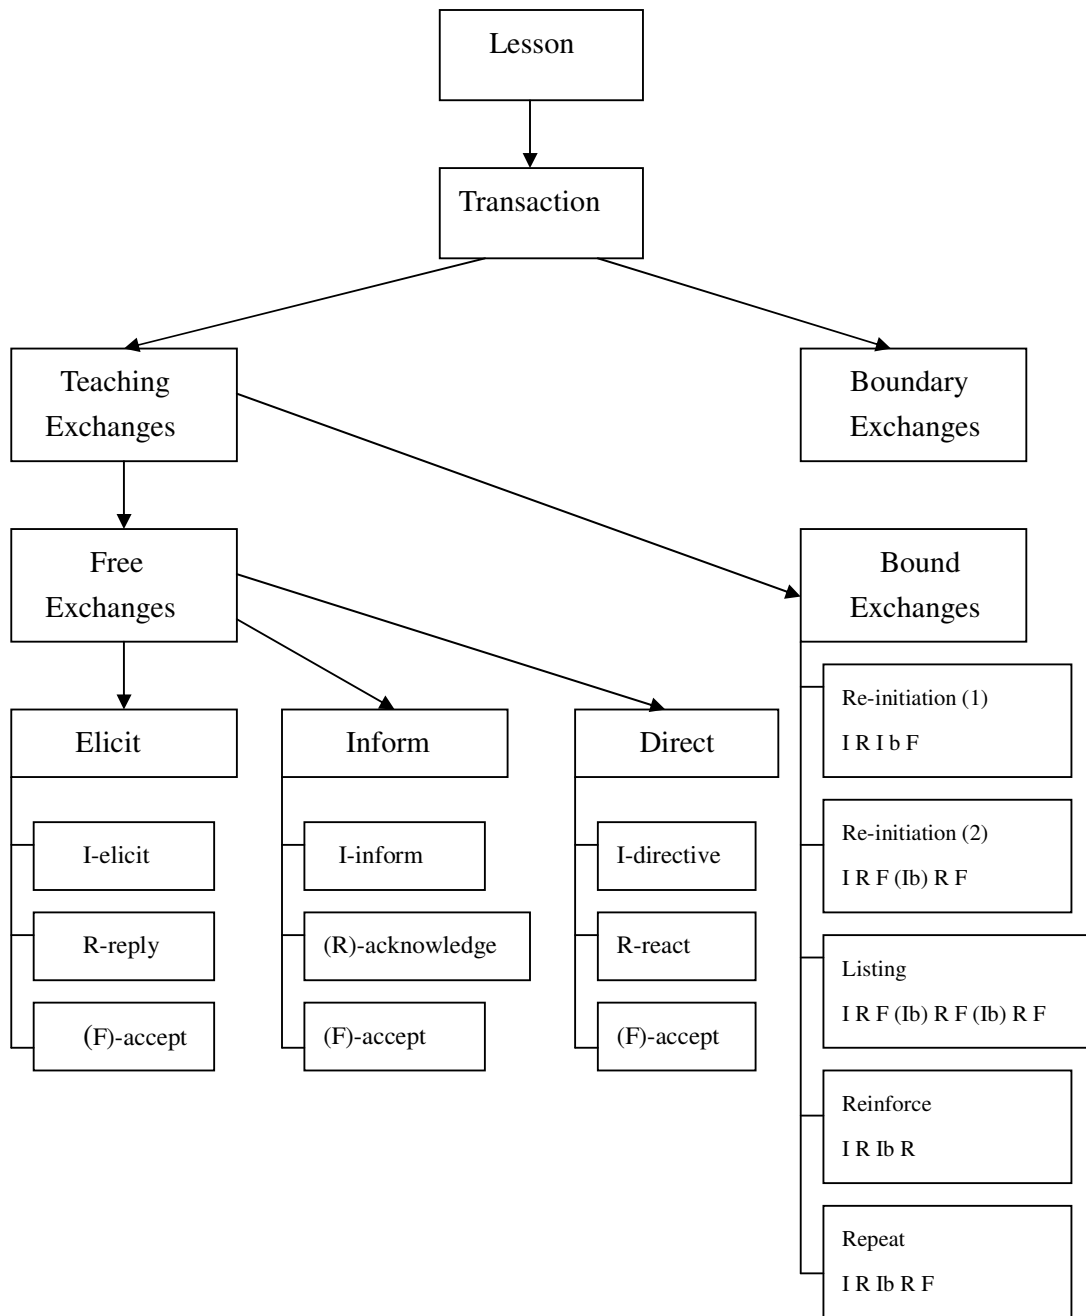 Lesson
Transaction
Teaching
Exchanges
Boundary
Exchanges
Free
Exchanges
Bound
Exchanges
Elicit
I-elicit
R-reply
(F)-accept
Inform
I-inform
(R)-acknowledge
(F)-accept
Direct
I-directive
R-react
(F)-accept
Re-initiation (1)
I R I b F
Re-initiation (2)
I R F (Ib) R F
Listing
I R F (Ib) R F (Ib) R F
Reinforce
I R Ib R
Repeat
I R Ib R F